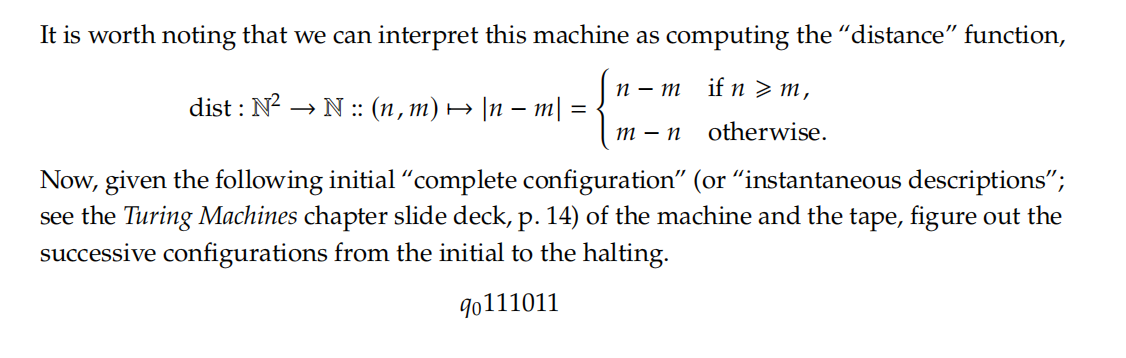 It is worth noting that we can interpret this machine as computing the “distance” function,
dist : ℕ² → ℕ :: (n, m) ↦ |n − m| = { n − m if n ⩾ m,
m − n otherwise.
Now, given the following initial “complete configuration” (or “instantaneous descriptions”;
see the Turing Machines chapter slide deck, p. 14) of the machine and the tape, figure out the
successive configurations from the initial to the halting.
q₀111011